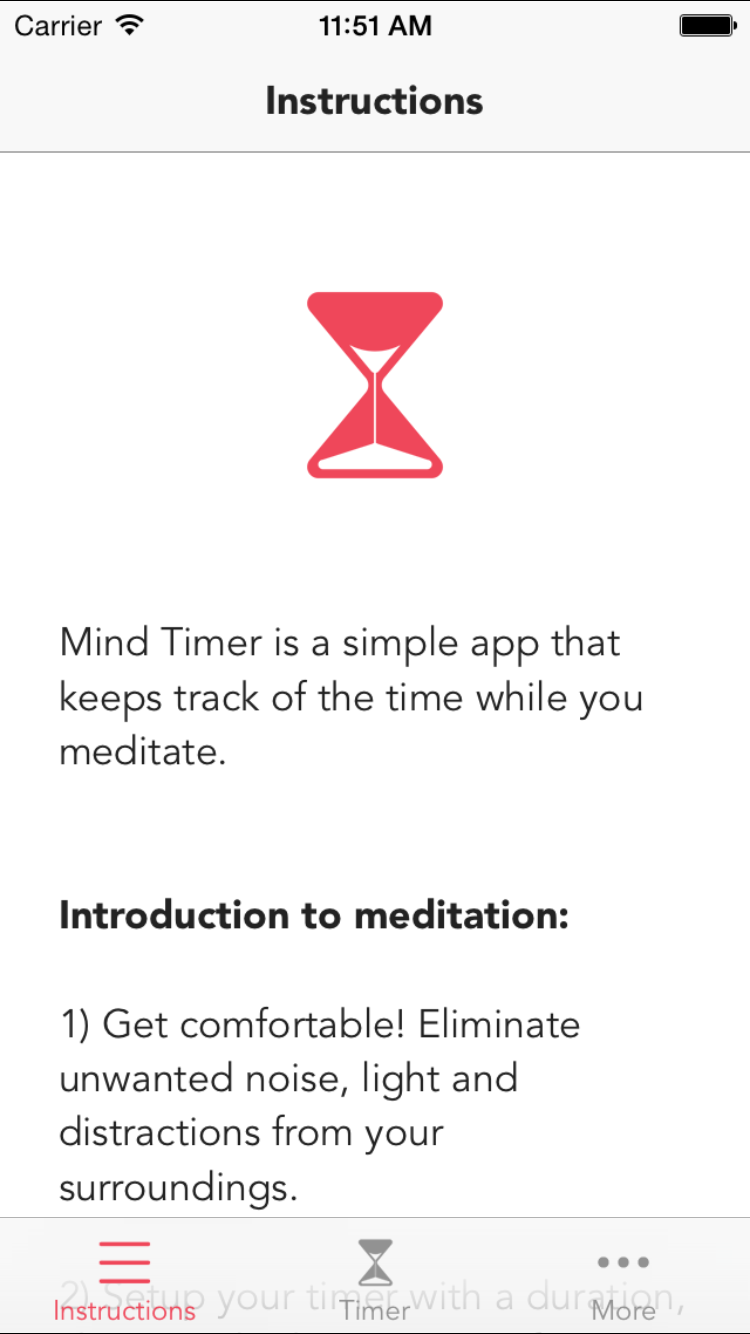 Carrier 11:51 AM
Instructions
Mind Timer is a simple app that
keeps track of the time while you
meditate.
Introduction to meditation:
1) Get comfortable! Eliminate
unwanted noise, light and
distractions from your
surroundings.
2) Setup your timer with a duration,
Instructions Timer More